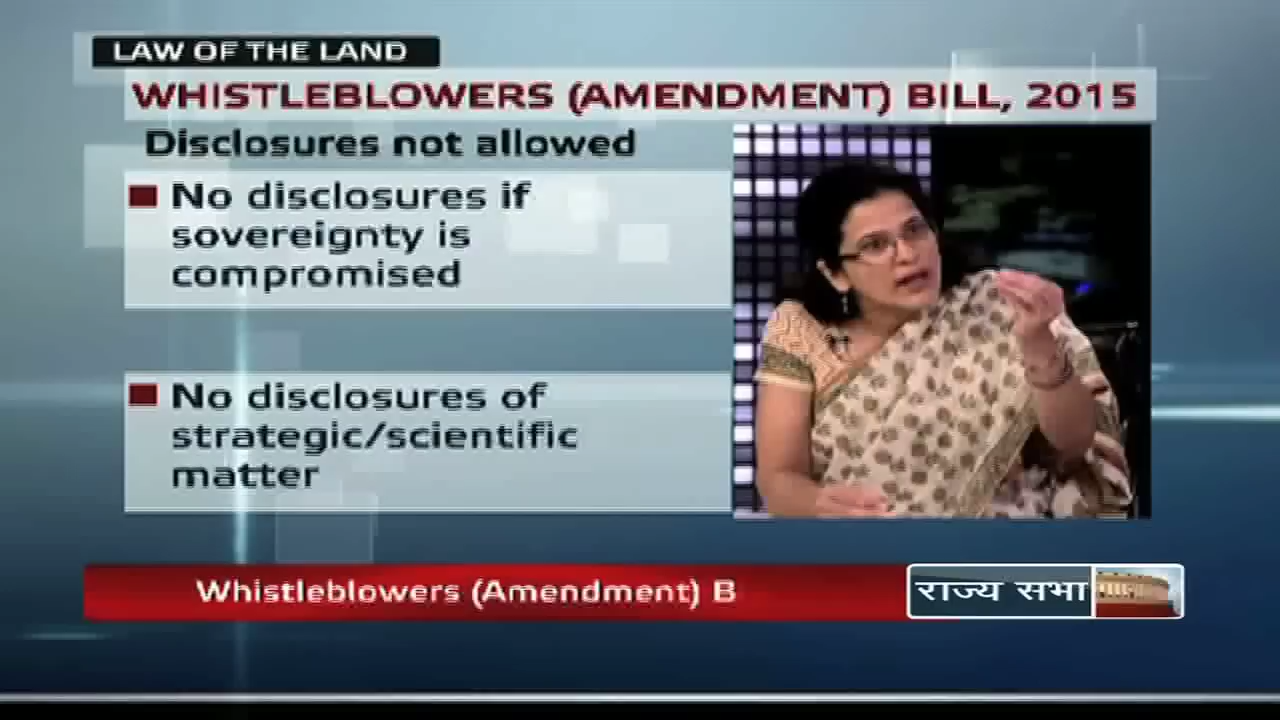 LAW OF THE LAND
WHISTLEBLOWERS (AMENDMENT) BILL, 2015
Disclosures not allowed
No disclosures if
sovereignty is
compromised
No disclosures of
strategic/scientific
matter
Whistleblowers (Amendment) B
राज्य सभा